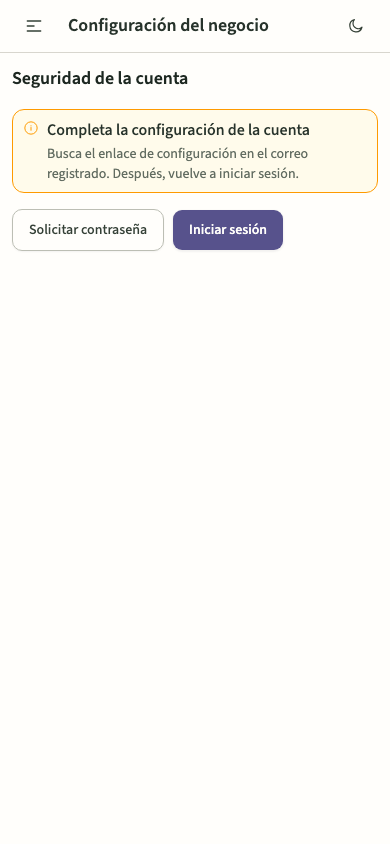 Configuración del negocio
Seguridad de la cuenta
Completa la configuración de la cuenta
Busca el enlace de configuración en el correo
registrado. Después, vuelve a iniciar sesión.
Solicitar contraseña
Iniciar sesión